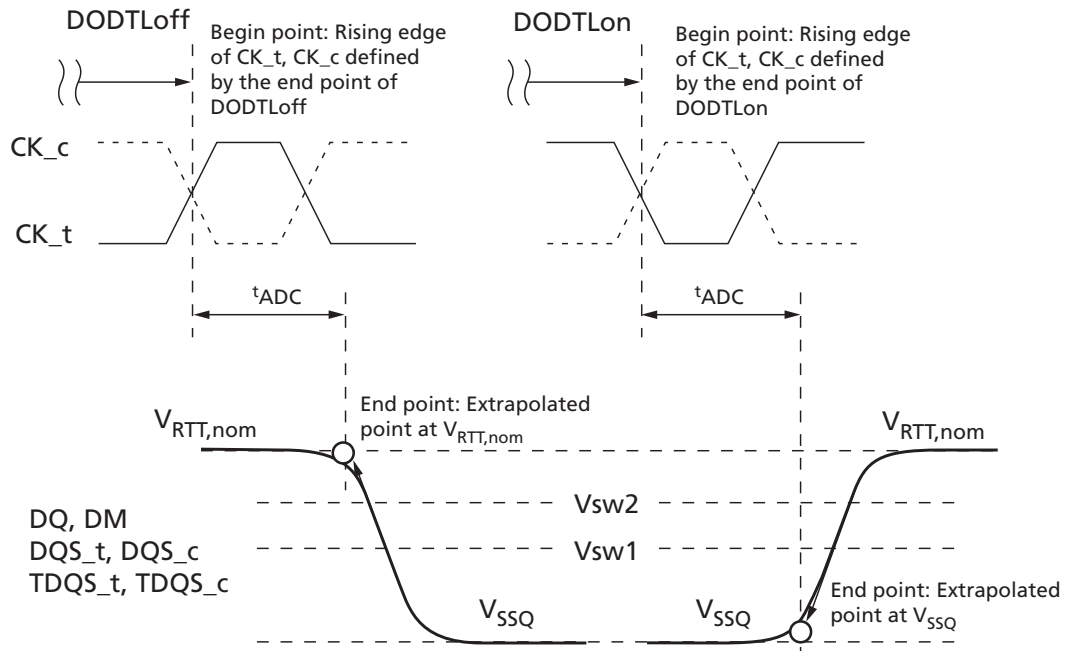 DODTLoff
Begin point: Rising edge
of CK_t, CK_c defined
by the end point of
DODTLoff
DODTLon
Begin point: Rising edge
of CK_t, CK_c defined
by the end point of
DODTLon
CK_c
CK_t
tADC
tADC
End point: Extrapolated
point at VRTT,nom
VRTT,nom
VRTT,nom
Vsw2
DQ, DM
DQS_t, DQS_c
TDQS_t, TDQS_c
Vsw1
VSSQ
VSSQ
End point: Extrapolated
point at VSSQ